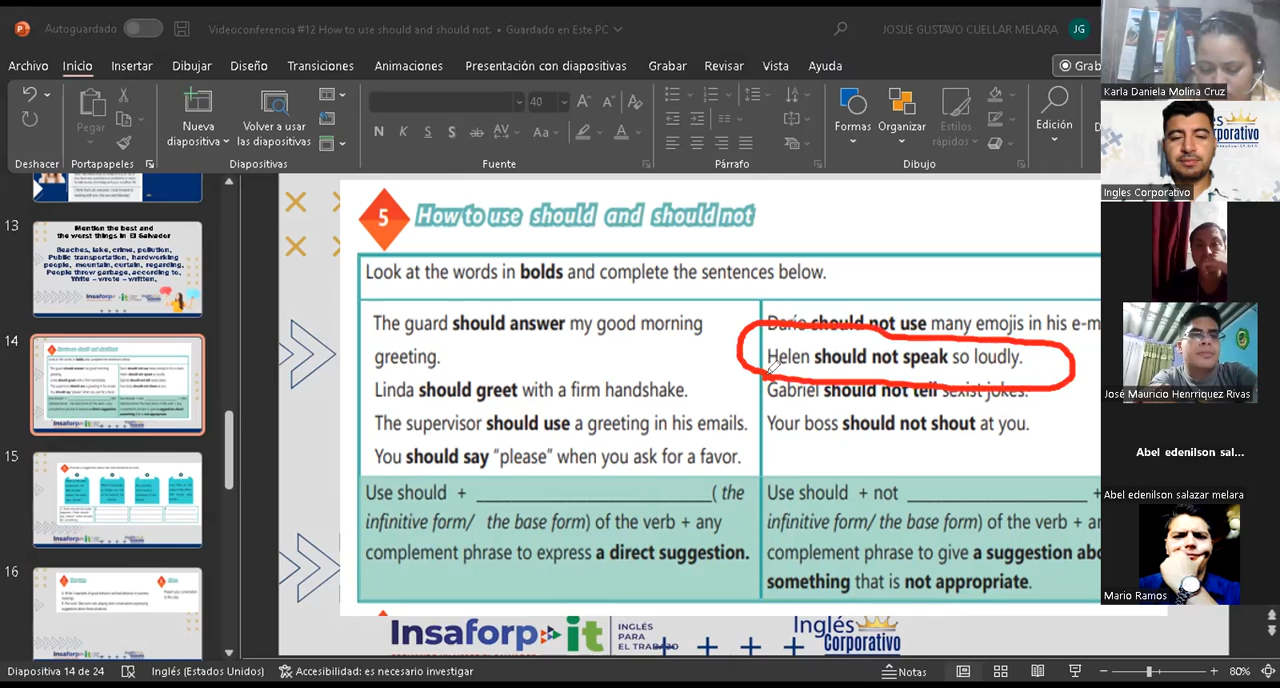 Autoguardado
Videoconferencia #12 How to use should and should not. • Guardado en Este PC
JOSUE GUSTAVO CUELLAR MELARA
JG
Archivo Inicio Insertar Dibujar Diseño Transiciones Animaciones Presentación con diapositivas Grabar Revisar Vista Ayuda
Grab
Pegar
Nueva diapositiva
Volver a usar las diapositivas
40
N K S S ab AV Aa A
Formas
Organizar
Estilos rápidos
Edición
Deshacer
Portapapeles
Diapositivas
Fuente
Párrafo
Dibujo
Karla Daniela Molina Cruz
Inglés
Corporativo
Ingles Corporativo
José Mauricio Henrriquez Rivas
Abel edenilson sal...
Abel edenilson salazar melara
Mario Ramos
13
Mention the best and
the worst things in El Salvador
Beaches, lake, crime, pollution,
Public transportation, hardworking
people, mountain, curtain, regarding,
People throw garbage, according to,
Write – wrote – written,
14
15
16
5
How to use should and should not
Look at the words in bolds and complete the sentences below.
The guard should answer my good morning
greeting.
Linda should greet with a firm handshake.
The supervisor should use a greeting in his emails.
You should say “please” when you ask for a favor.
Darío should not use many emojis in his e-m
Helen should not speak so loudly.
Gabriel should not tell sexist jokes.
Your boss should not shout at you.
Use should + ______________________( the
infinitive form/ the base form) of the verb + any
complement phrase to express a direct suggestion.
Use should + not ________________ +
infinitive form/ the base form) of the verb + an
complement phrase to give a suggestion abo
something that is not appropriate.
Insaforp it
INGLÉS
PARA
EL TRABAJO
Inglés
Corporativo
Diapositiva 14 de 24
Inglés (Estados Unidos)
Accesibilidad: es necesario investigar
Notas
80%